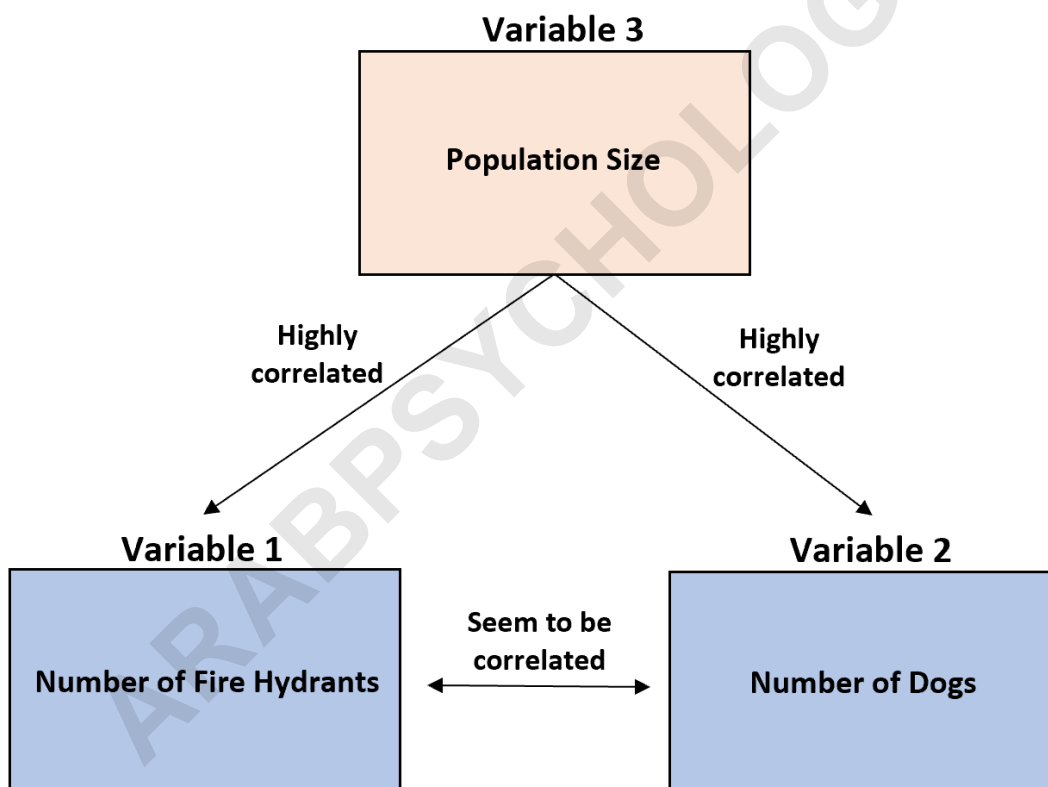 Variable 3
Population Size
Highly
correlated
Highly
correlated
Variable 1
Variable 2
Seem to be
correlated
Number of Fire Hydrants
Number of Dogs
ARABPSYCHOLOG